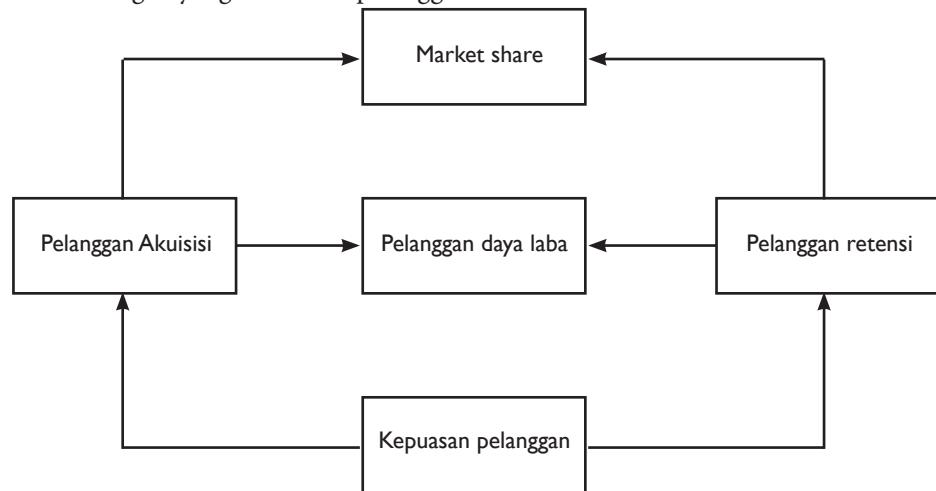 Market share
Pelanggan Akuisisi
Pelanggan daya laba
Pelanggan retensi
Kepuasan pelanggan